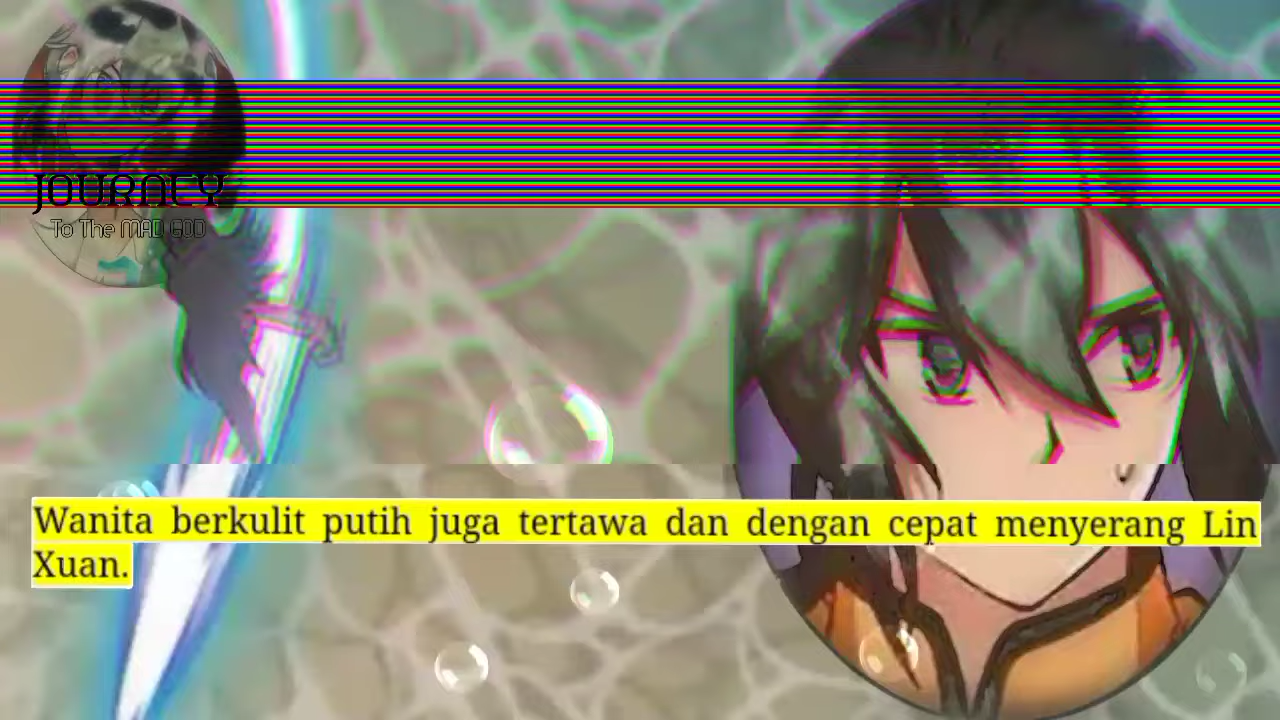 JOURNEY
To The MAD GOD
Wanita berkulit putih juga tertawa dan dengan cepat menyerang Lin
Xuan.